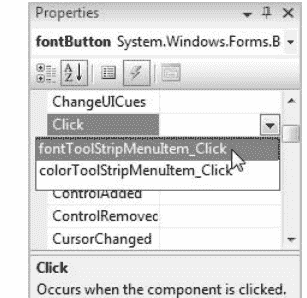 Properties
fontButton System.Windows.Forms.B
ChangeUICues
Click
fontToolStripMenuItem_Click
colorToolStripMenuItem_Click
ControlAdded
ControlRemovec
CursorChanged
Click
Occurs when the component is clicked.